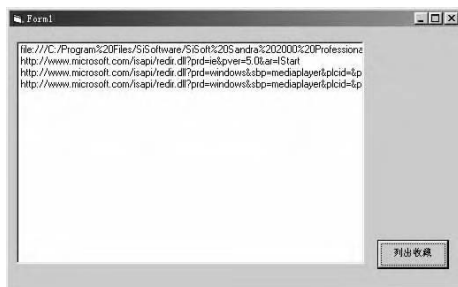 Form1
file:///C:/Program%20Files/SiSoftware/SiSoft%20Sandra%202000%20Professiona
http://www.microsoft.com/isapi/redir.dll?prd=ie&pver=5.0&ar=IStart
http://www.microsoft.com/isapi/redir.dll?prd=windows&sbp=mediaplayer&plcid=&p
http://www.microsoft.com/isapi/redir.dll?prd=windows&sbp=mediaplayer&plcid=&p
列出收藏